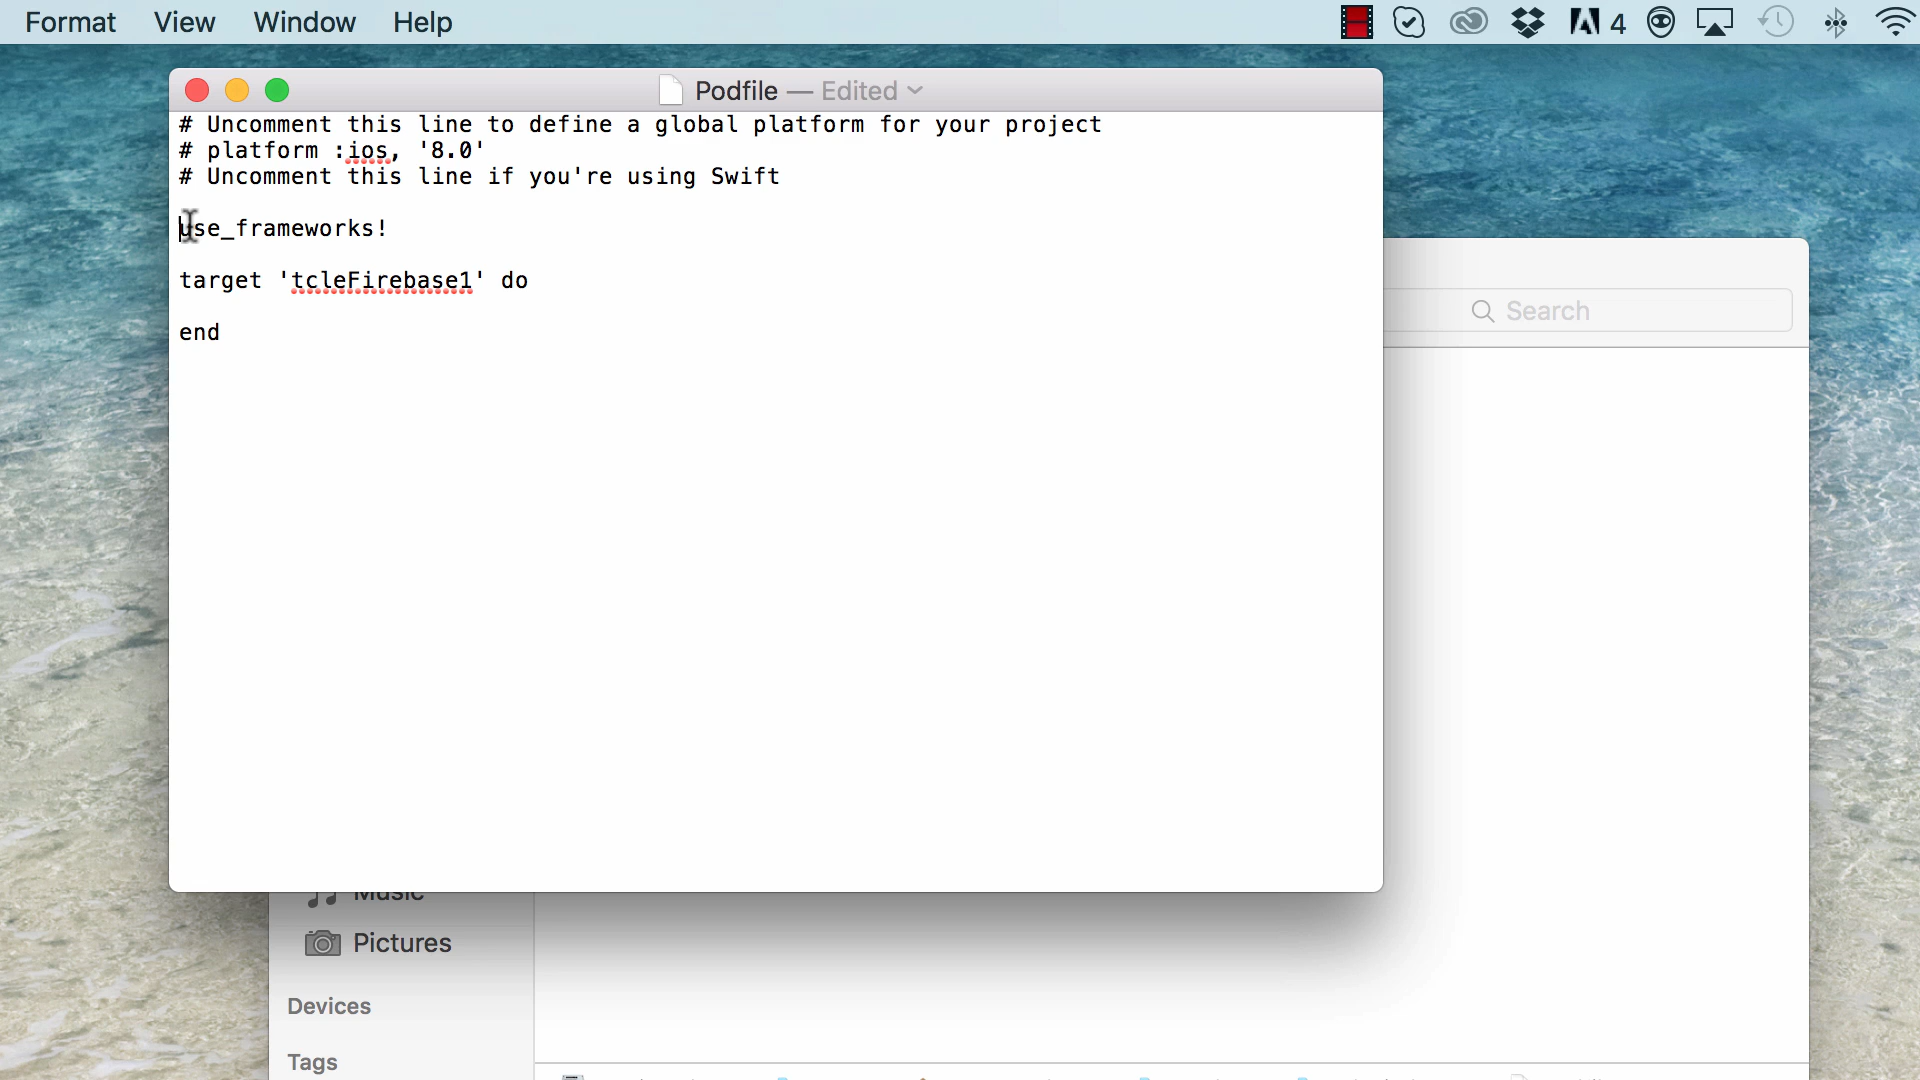 Format View Window Help
4
Podfile — Edited
# Uncomment this line to define a global platform for your project
# platform :ios, '8.0'
# Uncomment this line if you're using Swift
use_frameworks!
target 'tcleFirebase1' do
end
Search
Music
Pictures
Devices
Tags